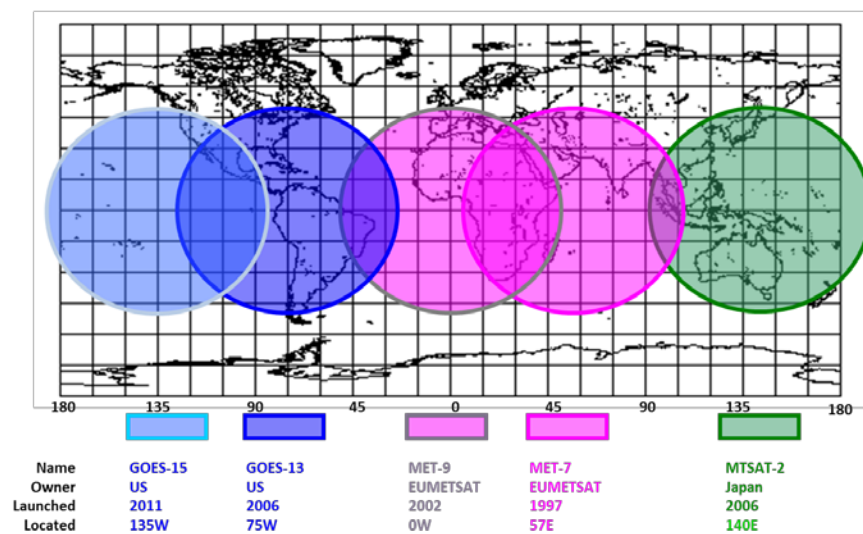 180 135 90 45 0 45 90 135 180
Name GOES-15 GOES-13 MET-9 MET-7 MTSAT-2
Owner US US EUMETSAT EUMETSAT Japan
Launched 2011 2006 2002 1997 2006
Located 135W 75W 0W 57E 140E